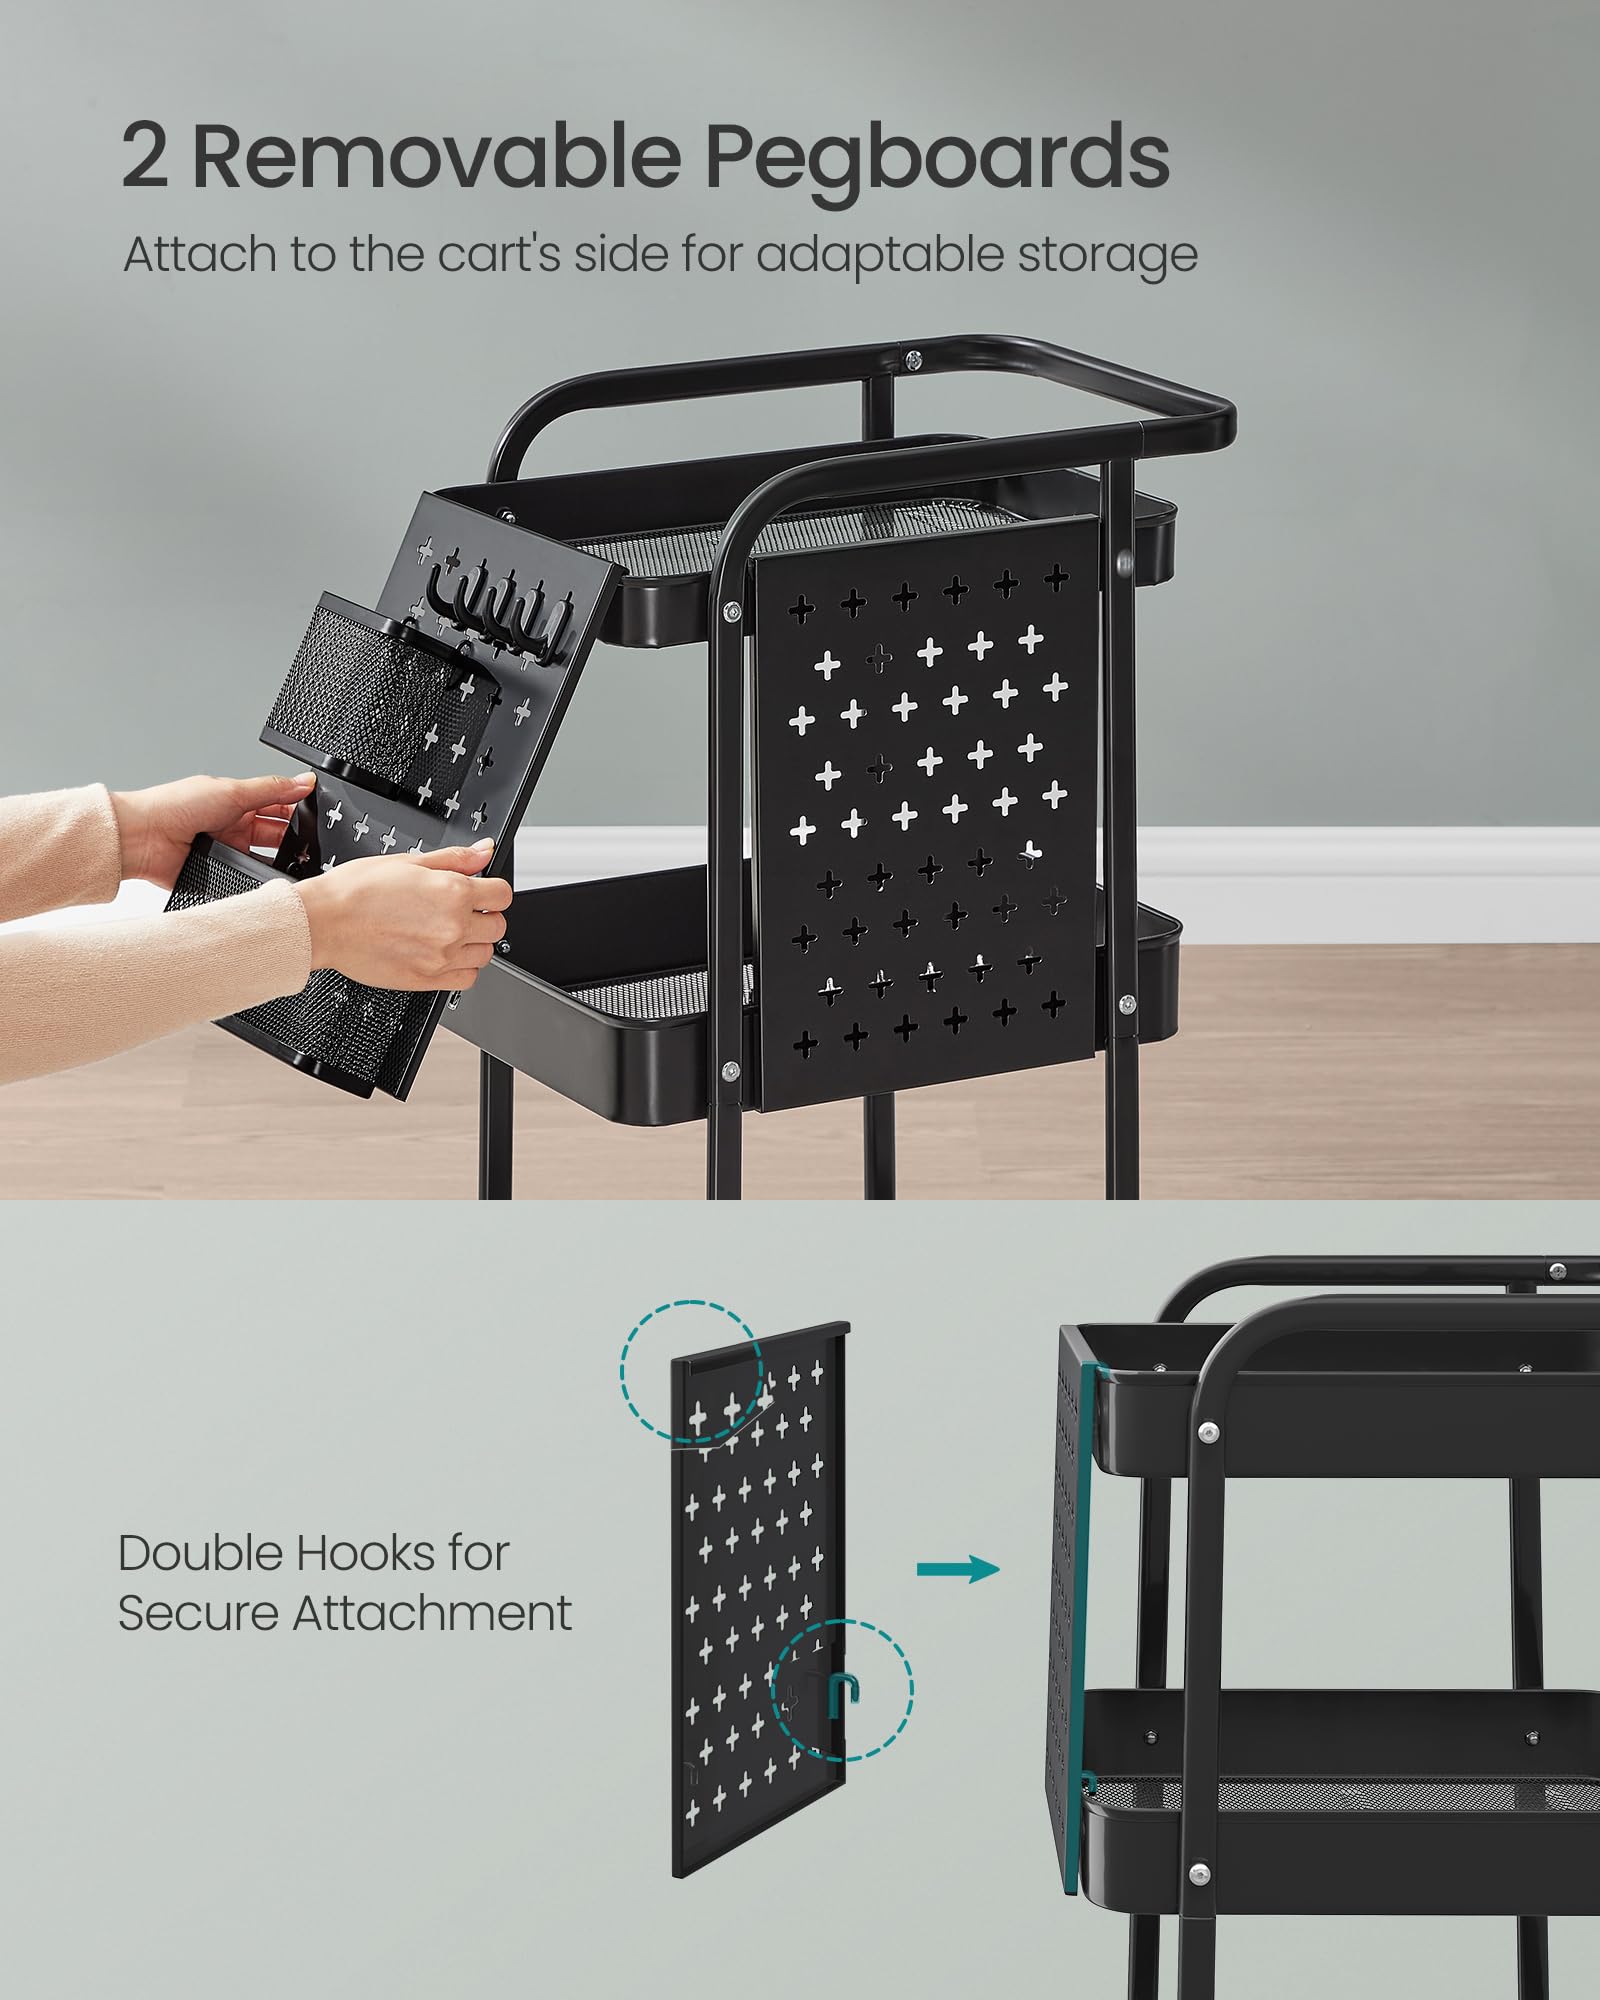 2 Removable Pegboards
Attach to the cart's side for adaptable storage
Double Hooks for
Secure Attachment